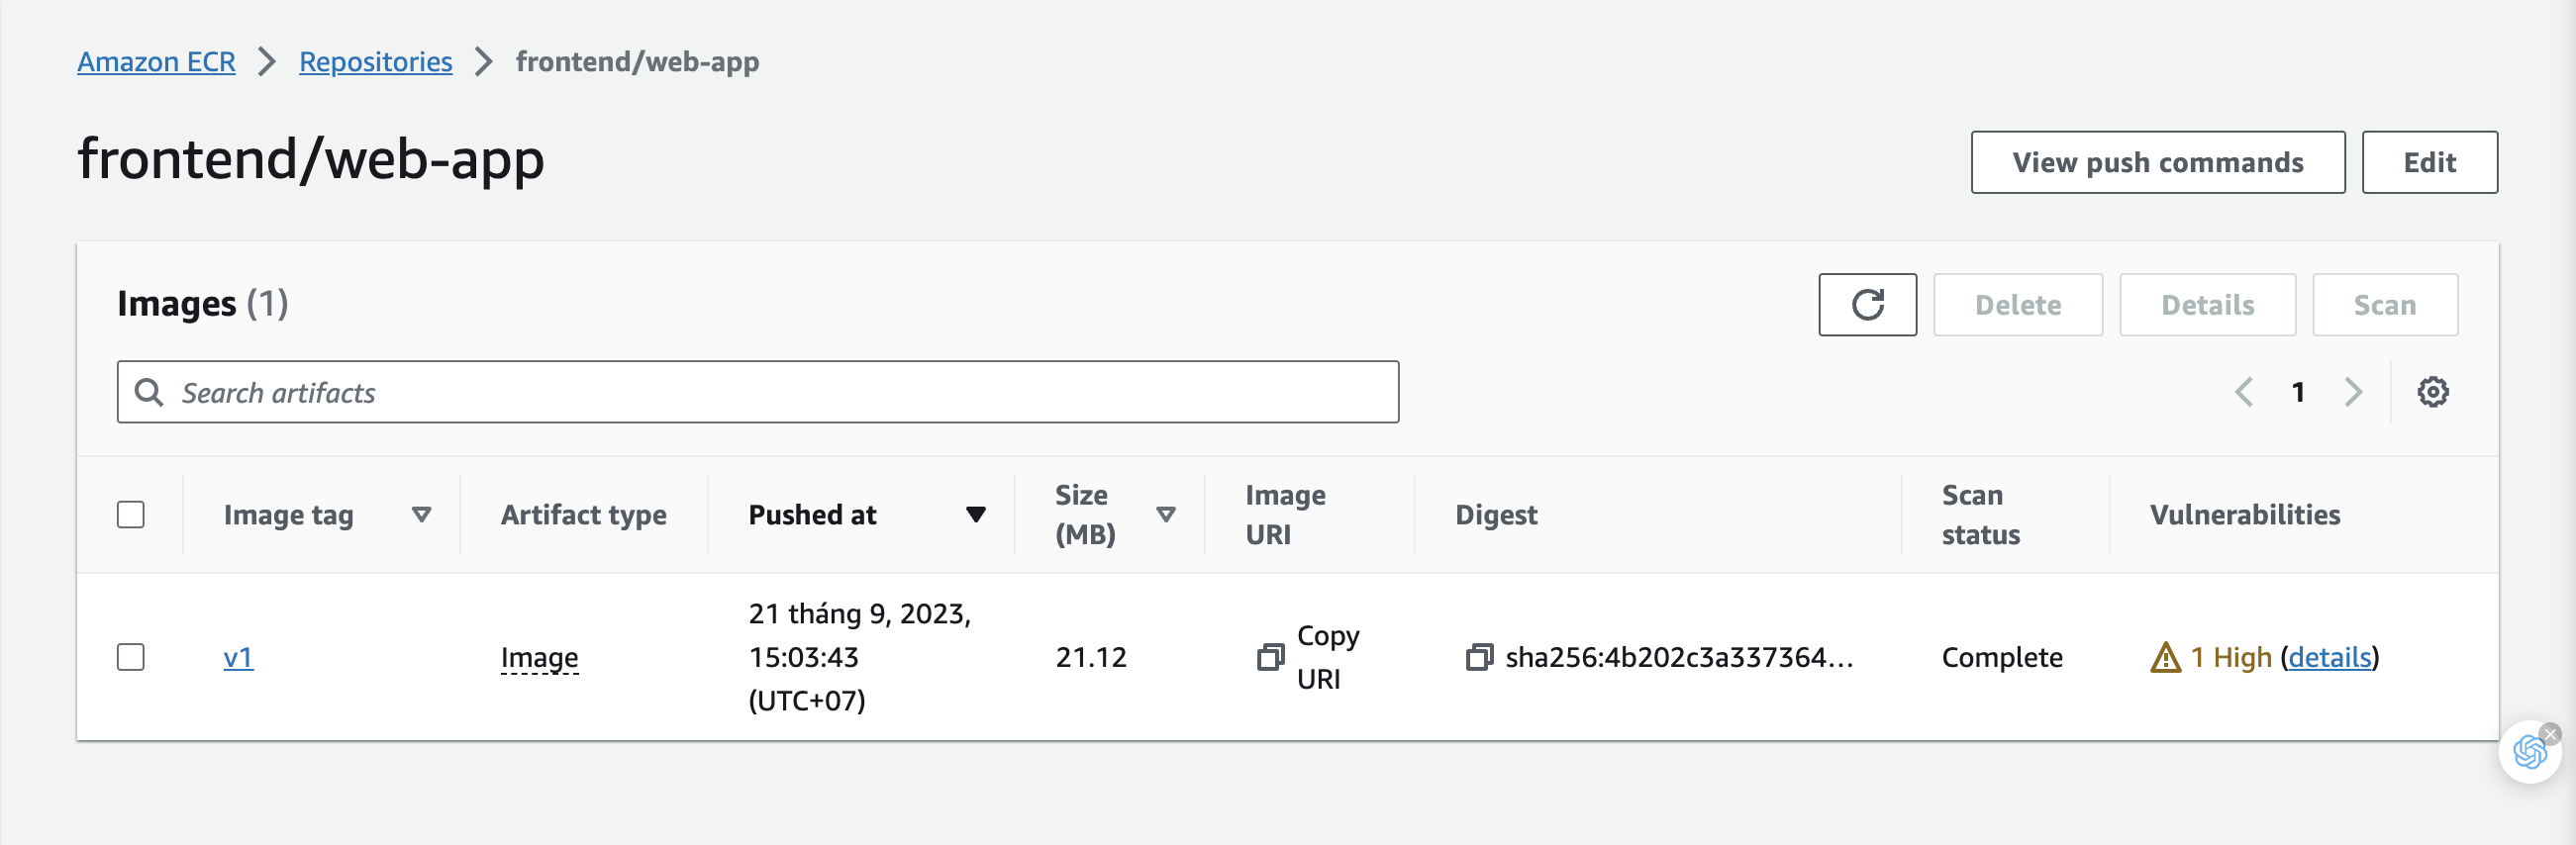 Amazon ECR > Repositories > frontend/web-app
frontend/web-app
View push commands
Edit
Images (1)
Delete
Details
Scan
Search artifacts
1
Image tag
Artifact type
Pushed at
Size
(MB)
Image
URI
Digest
Scan
status
Vulnerabilities
v1
Image
21 tháng 9, 2023,
15:03:43
(UTC+07)
21.12
Copy
URI
sha256:4b202c3a337364...
Complete
1 High (details)